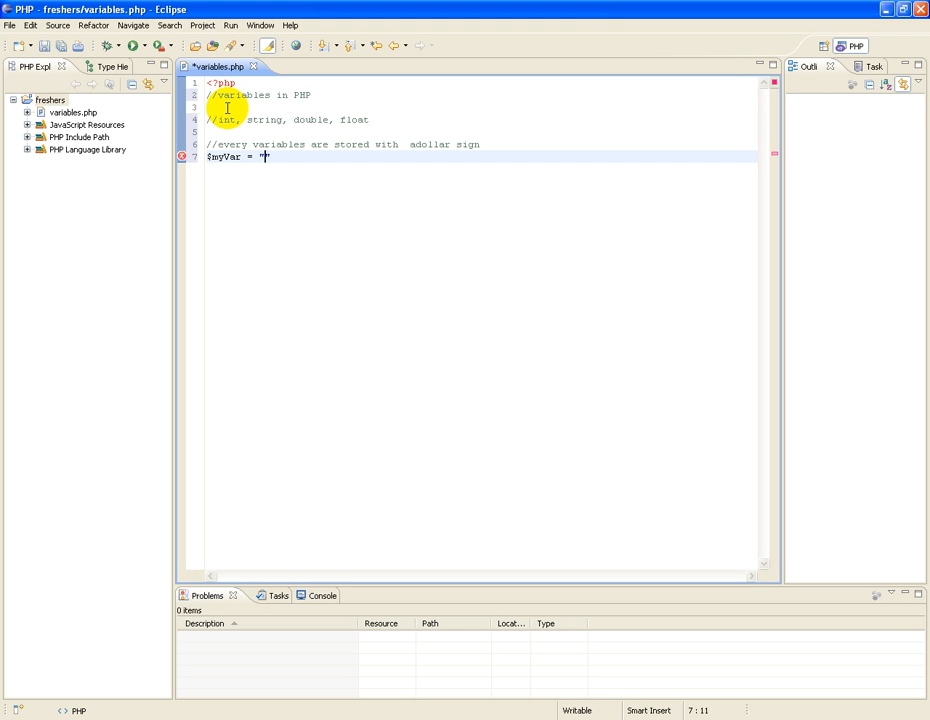 PHP - freshers/variables.php - Eclipse
File Edit Source Refactor Navigate Search Project Run Window Help
PHP
PHP Expl Type Hie
*variables.php
Outli Task
freshers
variables.php
JavaScript Resources
PHP Include Path
PHP Language Library
1 <?php
2 //variables in PHP
3
4 //int, string, double, float
5
6 //every variables are stored with  adollar sign
7 $myVar = ""
Problems Tasks Console
0 items
Description Resource Path Locat... Type
PHP Writable Smart Insert 7 : 11